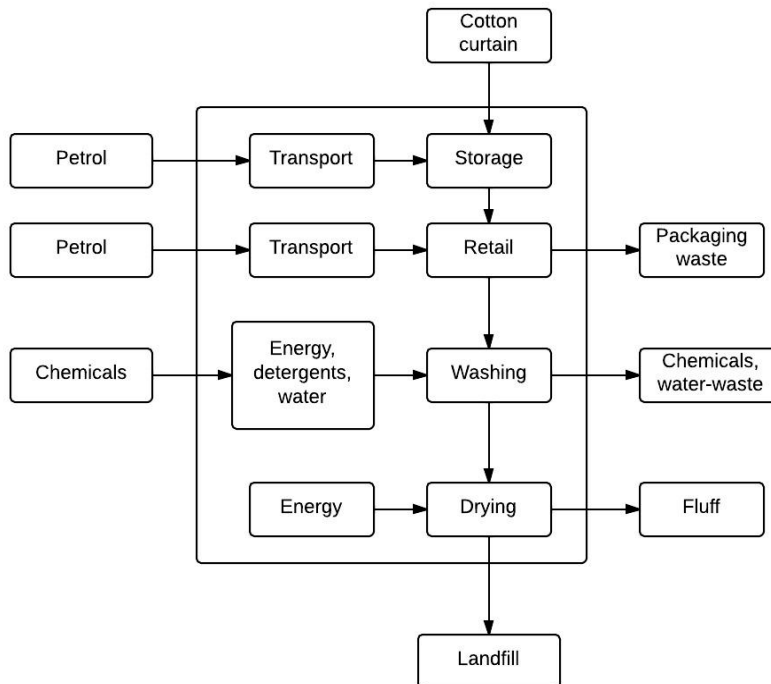 Cotton
curtain
Petrol
Transport
Storage
Petrol
Transport
Retail
Packaging
waste
Chemicals
Energy,
detergents,
water
Washing
Chemicals,
water-waste
Energy
Drying
Fluff
Landfill